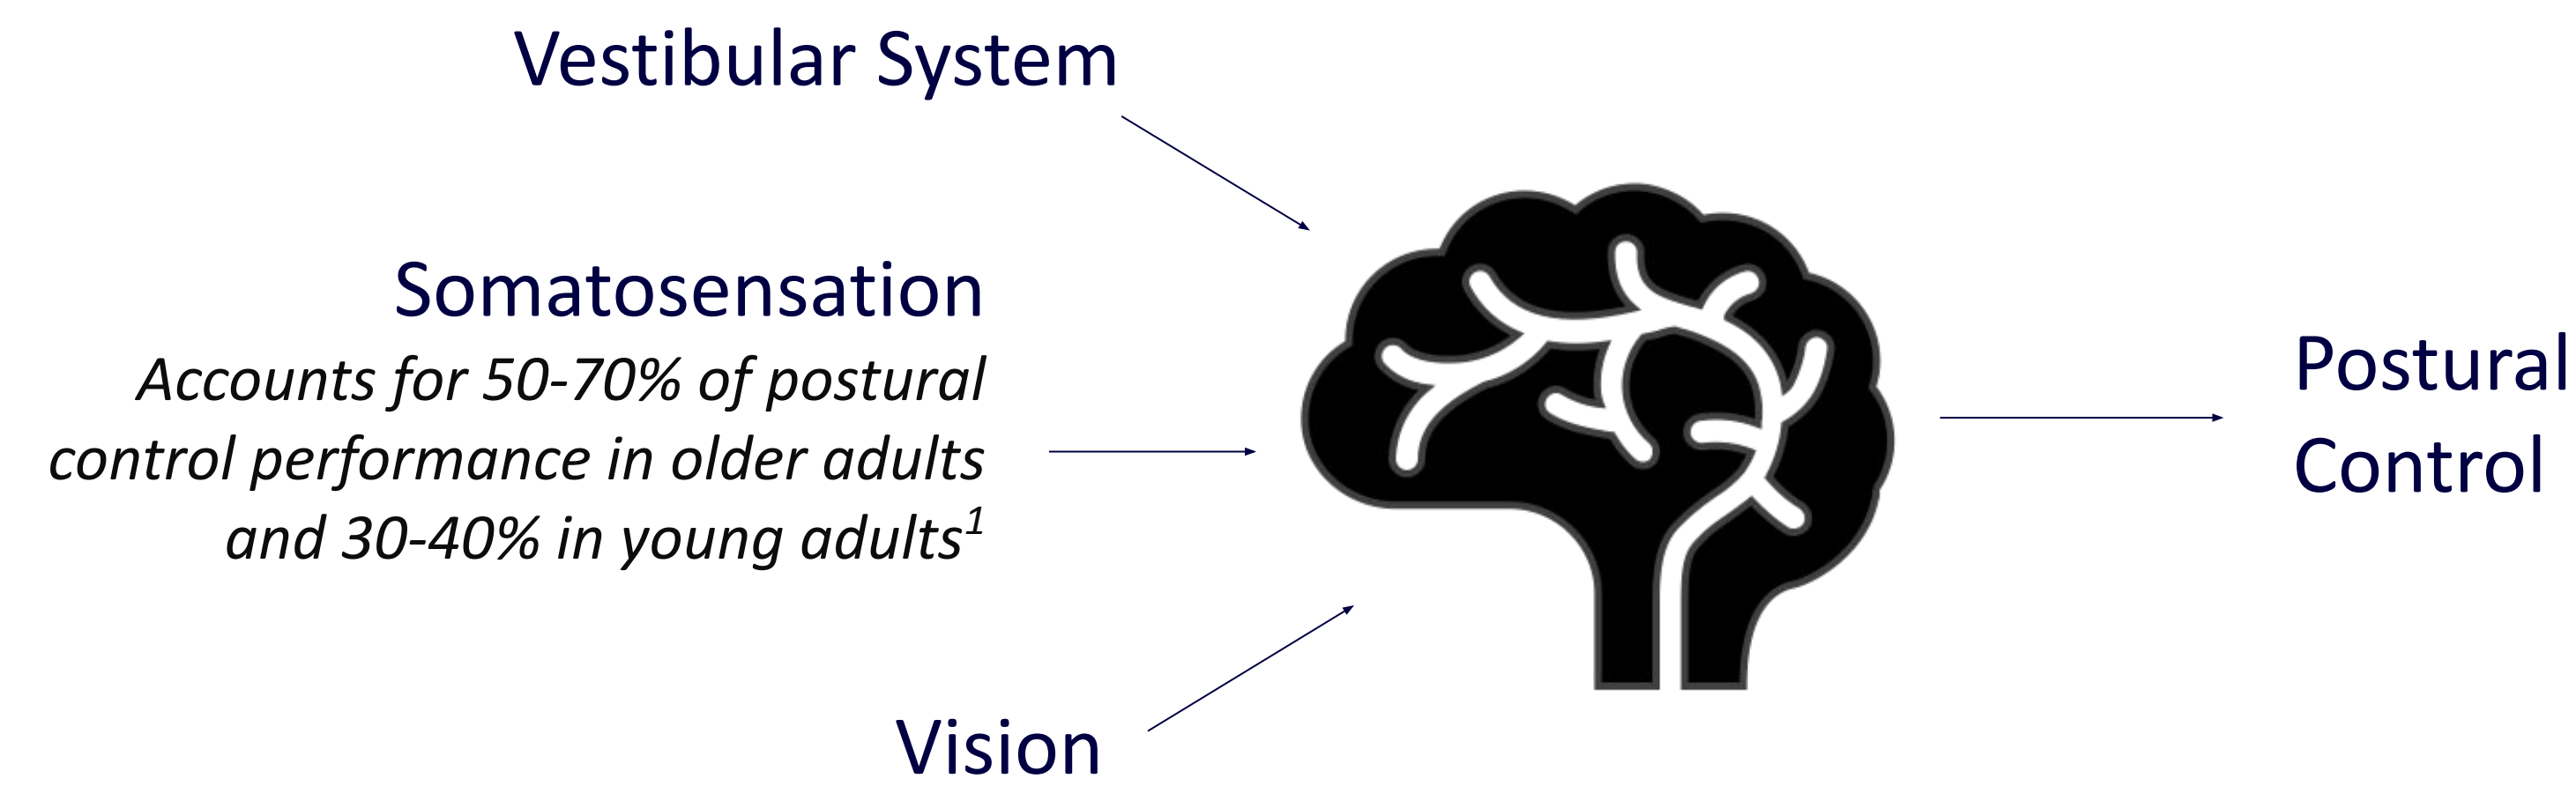 Vestibular System
Somatosensation
Accounts for 50-70% of postural
control performance in older adults
and 30-40% in young adults¹
Vision
Postural
Control